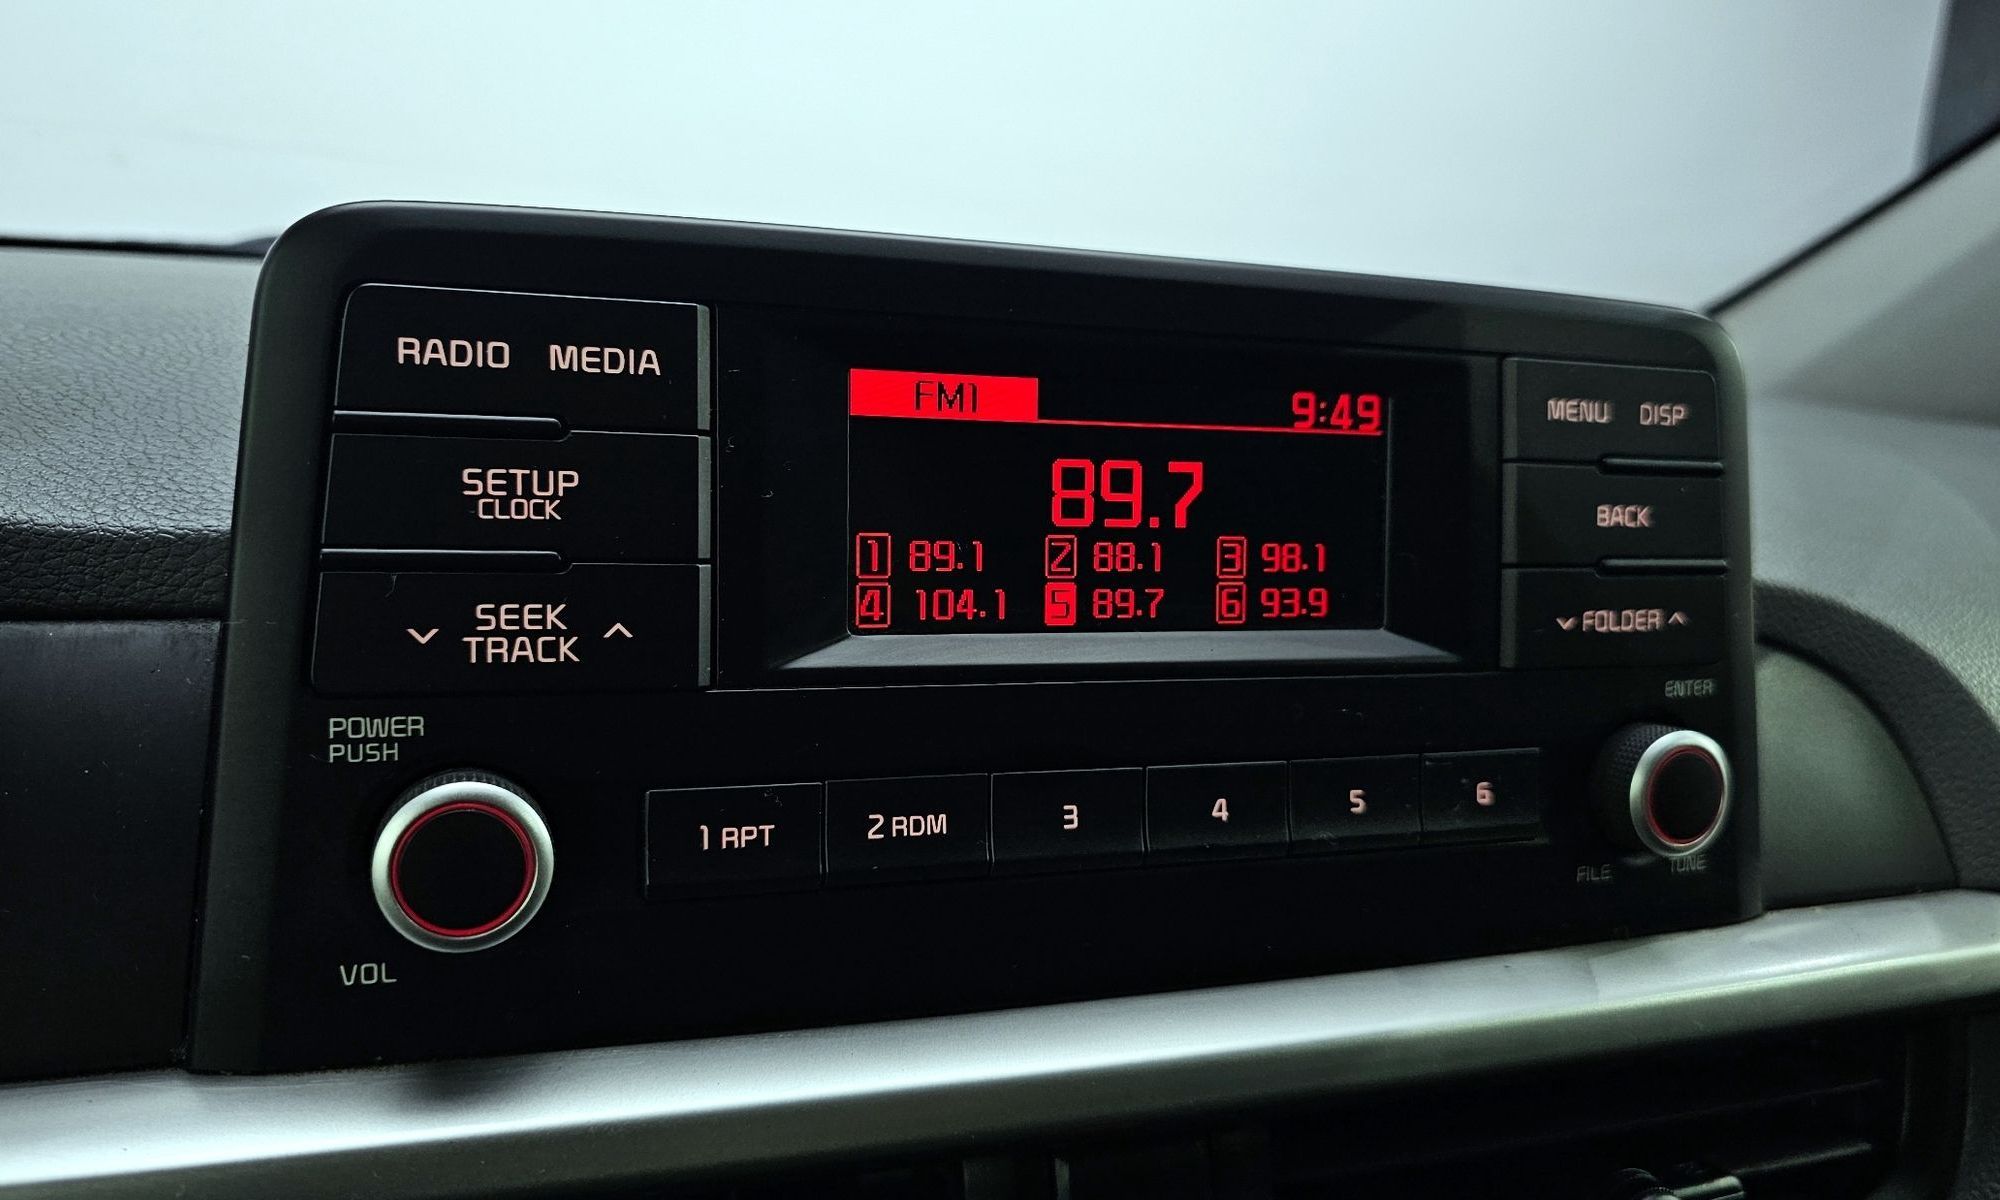 RADIO MEDIA
SETUP
CLOCK
SEEK
TRACK
POWER
PUSH
VOL
FM1 9:49
89.7
1 89.1 2 88.1 3 98.1
4 104.1 5 89.7 6 93.9
MENU DISP
BACK
FOLDER
ENTER
FILE TUNE
1 RPT 2 RDM 3 4 5 6